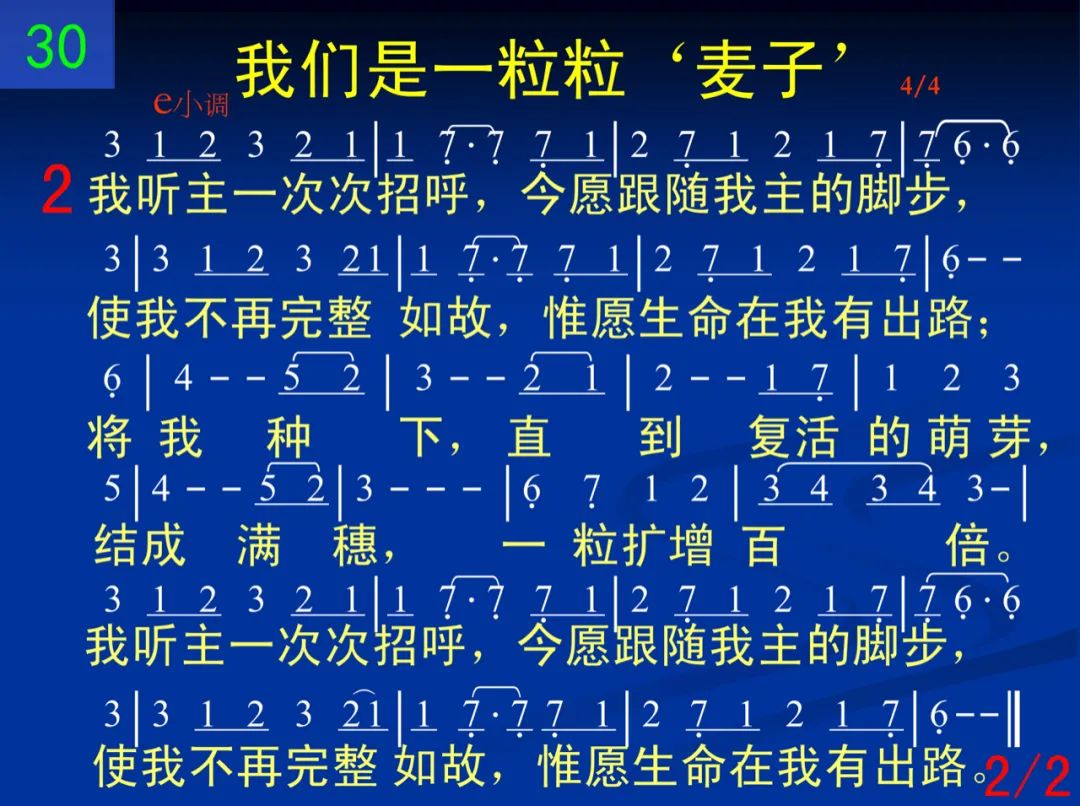 30
我们是一粒粒‘麦子’
e小调 4/4
3 1 2 3 2 1|1 7·7 7 1|2 7 1 2 1 7|7 6·6
2 我听主一次次招呼，今愿跟随我主的脚步，
3|3 1 2 3 21|1 7·7 7 1|2 7 1 2 1 7|6--
使我不再完整 如故，惟愿生命在我有出路；
6|4--5 2|3--2 1|2--1 7|1 2 3
将我 种 下，直 到 复活 的萌芽，
5|4--5 2|3---|6 7 1 2|3 4 3 4 3-|
结成 满 穗， 一 粒扩增 百 倍。
3 1 2 3 2 1|1 7·7 7 1|2 7 1 2 1 7|7 6·6
我听主一次次招呼，今愿跟随我主的脚步，
3|3 1 2 3 21|1 7·7 7 1|2 7 1 2 1 7|6--‖
使我不再完整 如故，惟愿生命在我有出路。
2/2